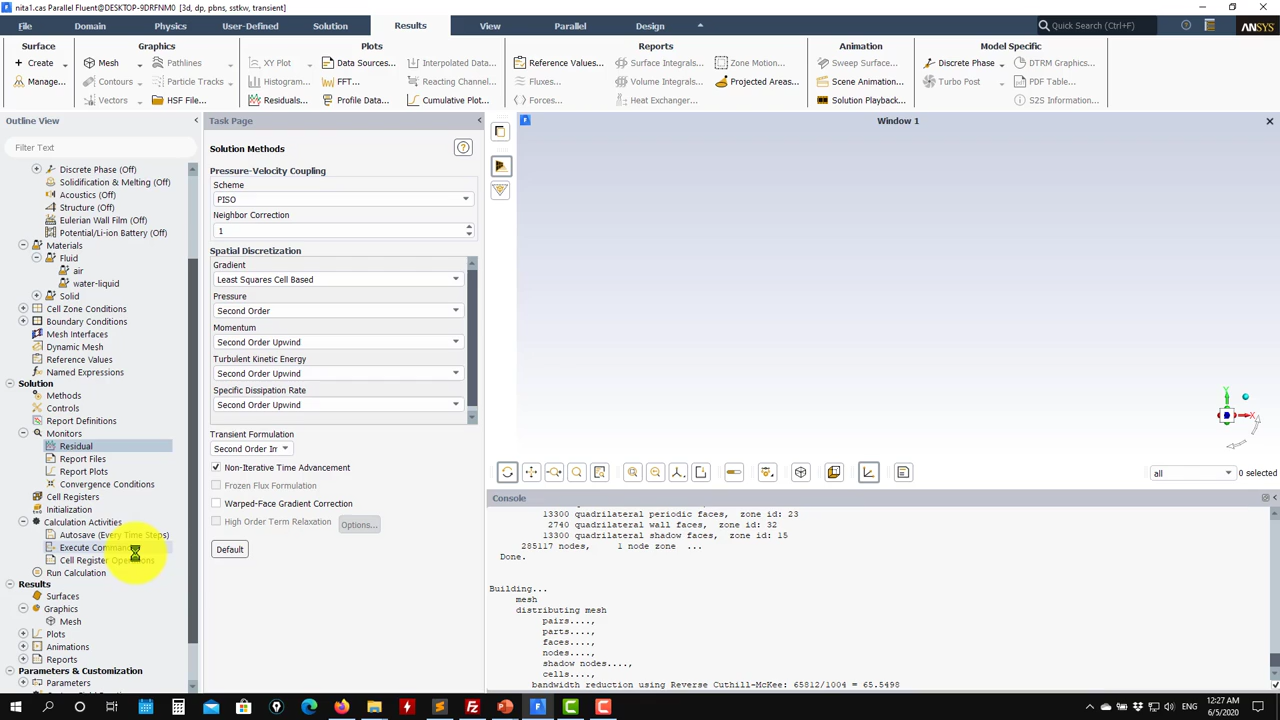 nita1.cas Parallel Fluent@DESKTOP-9DRFNM0 [3d, dp, pbns, sstkw, transient]
File Domain Physics User-Defined Solution Results View Parallel Design Quick Search (Ctrl+F) ANSYS
Surface Graphics Plots Reports Animation Model Specific
Create Mesh Pathlines XY Plot Data Sources... Interpolated Data... Reference Values... Surface Integrals... Zone Motion... Sweep Surface... Discrete Phase DTRM Graphics...
Manage... Contours Particle Tracks Histogram... FFT... Reacting Channel... Fluxes... Volume Integrals... Projected Areas... Scene Animation... Turbo Post PDF Table...
Vectors HSF File... Residuals... Profile Data... Cumulative Plot... Forces... Heat Exchanger... Solution Playback... S2S Information...
Outline View
Filter Text
Discrete Phase (Off)
Solidification & Melting (Off)
Acoustics (Off)
Structure (Off)
Eulerian Wall Film (Off)
Potential/Li-ion Battery (Off)
Materials
Fluid
air
water-liquid
Solid
Cell Zone Conditions
Boundary Conditions
Mesh Interfaces
Dynamic Mesh
Reference Values
Named Expressions
Solution
Methods
Controls
Report Definitions
Monitors
Residual
Report Files
Report Plots
Convergence Conditions
Cell Registers
Initialization
Calculation Activities
Autosave (Every Time Steps)
Execute
Cell Register Operations
Run Calculation
Results
Surfaces
Graphics
Mesh
Plots
Animations
Reports
Parameters & Customization
Parameters
Task Page
Solution Methods
Pressure-Velocity Coupling
Scheme
PISO
Neighbor Correction
1
Spatial Discretization
Gradient
Least Squares Cell Based
Pressure
Second Order
Momentum
Second Order Upwind
Turbulent Kinetic Energy
Second Order Upwind
Specific Dissipation Rate
Second Order Upwind
Transient Formulation
Second Order Im
Non-Iterative Time Advancement
Frozen Flux Formulation
Warped-Face Gradient Correction
High Order Term Relaxation Options...
Default
Window 1
Y
X
all 0 selected
Console
13300 quadrilateral periodic faces, zone id: 23
2740 quadrilateral wall faces, zone id: 32
13300 quadrilateral shadow faces, zone id: 15
285117 nodes, 1 node zone ...
Done.
Building...
mesh
distributing mesh
pairs....,
parts....,
faces....,
nodes....,
shadow nodes....,
cells....,
bandwidth reduction using Reverse Cuthill-McKee: 65812/1004 = 65.5498
12:27 AM
6/5/2020